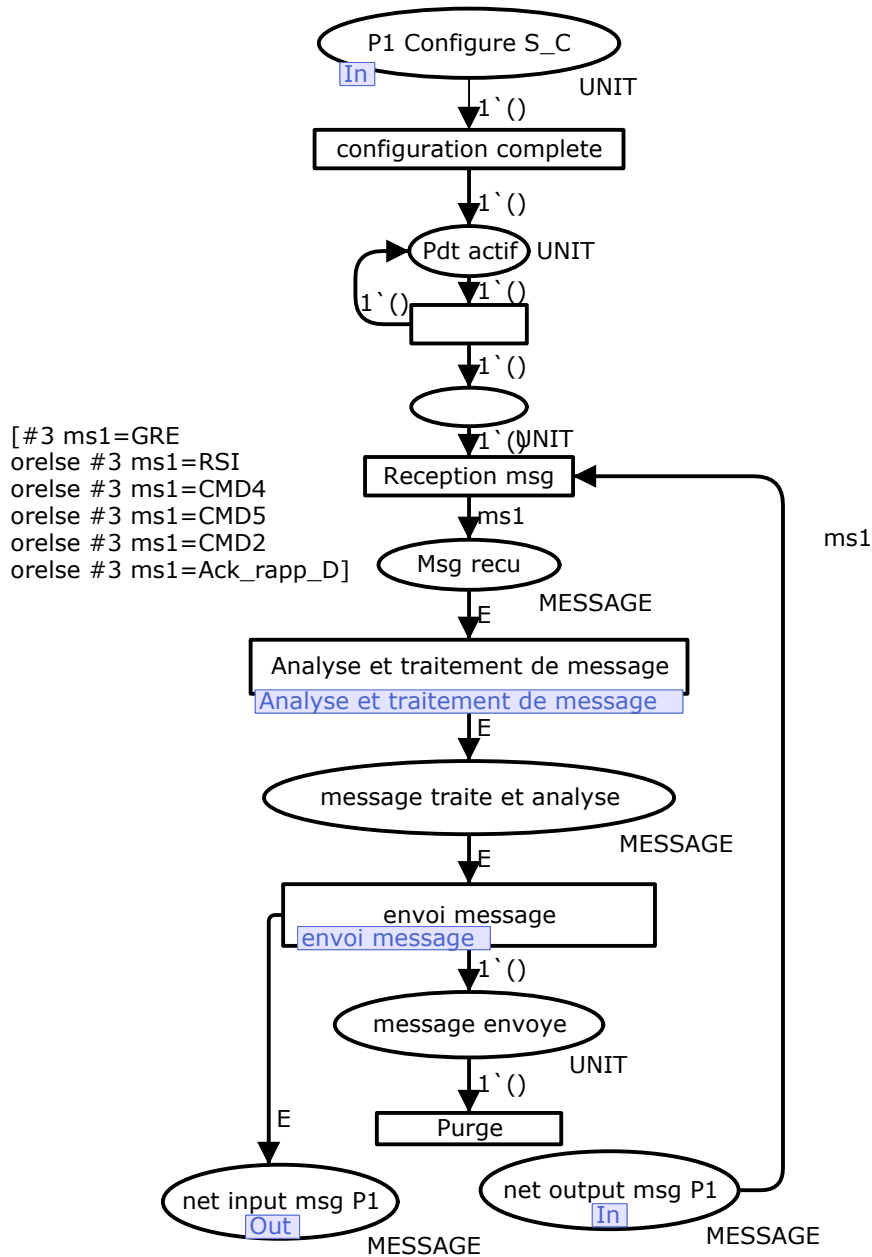 P1 Configure S_C
In
UNIT
1`()
configuration complete
1`()
Pdt actif
UNIT
1`()
1`()
1`()
1`()
UNIT
[#3 ms1=GRE
orelse #3 ms1=RSI
orelse #3 ms1=CMD4
orelse #3 ms1=CMD5
orelse #3 ms1=CMD2
orelse #3 ms1=Ack_rapp_D]
Reception msg
ms1
ms1
Msg recu
MESSAGE
E
Analyse et traitement de message
Analyse et traitement de message
E
message traite et analyse
MESSAGE
E
envoi message
envoi message
1`()
message envoye
UNIT
1`()
Purge
E
net input msg P1
Out
MESSAGE
net output msg P1
In
MESSAGE